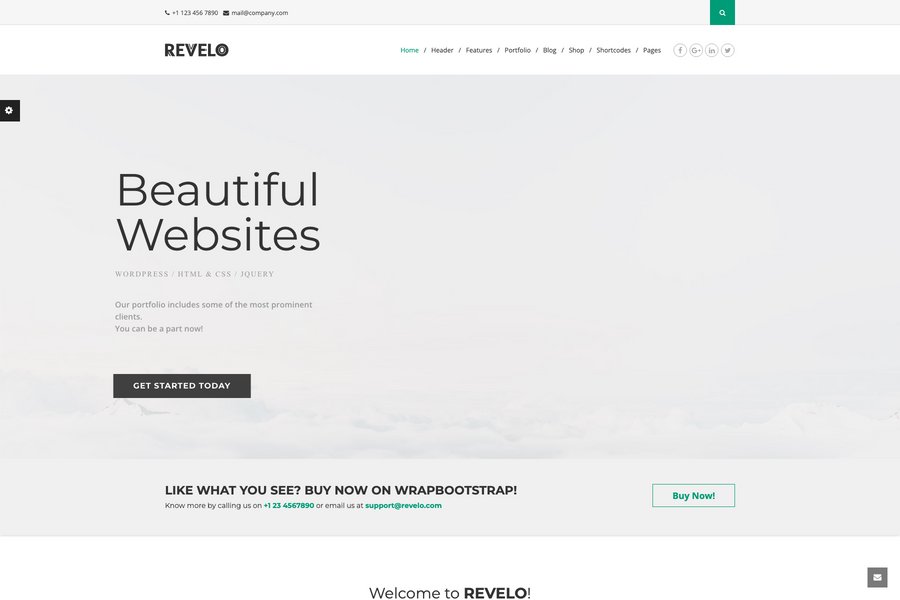 +1 123 456 7890 mail@company.com
REVELO
Home / Header / Features / Portfolio / Blog / Shop / Shortcodes / Pages
Beautiful
Websites
WORDPRESS / HTML & CSS / JQUERY
Our portfolio includes some of the most prominent
clients.
You can be a part now!
GET STARTED TODAY
LIKE WHAT YOU SEE? BUY NOW ON WRAPBOOTSTRAP!
Know more by calling us on +1 23 4567890 or email us at support@revelo.com
Buy Now!
Welcome to REVELO!